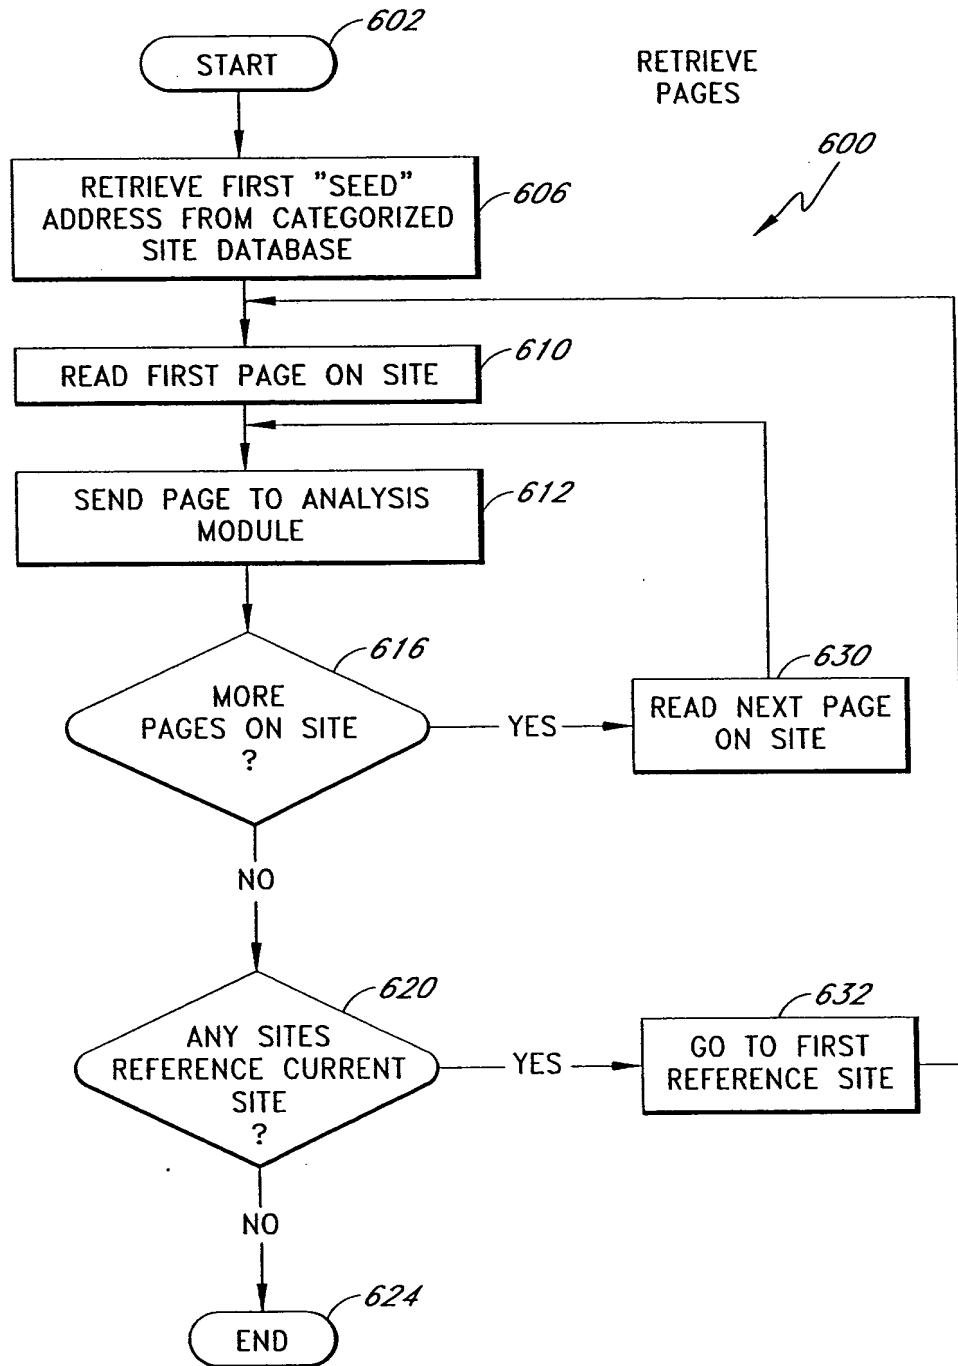 602
START
RETRIEVE
PAGES
600
RETRIEVE FIRST "SEED"
ADDRESS FROM CATEGORIZED
SITE DATABASE
606
READ FIRST PAGE ON SITE
610
SEND PAGE TO ANALYSIS
MODULE
612
MORE
PAGES ON SITE
?
616
YES
READ NEXT PAGE
ON SITE
630
NO
ANY SITES
REFERENCE CURRENT
SITE
?
620
YES
GO TO FIRST
REFERENCE SITE
632
NO
END
624